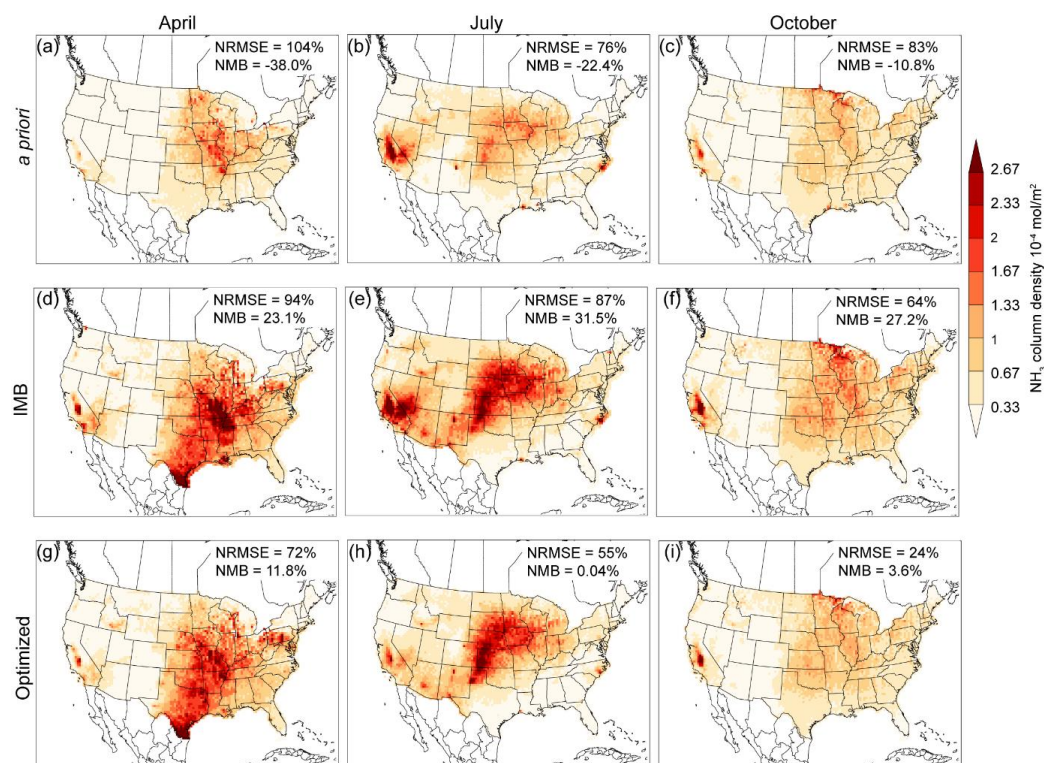 April
July
October
a priori
(a)
NRMSE = 104%
NMB = -38.0%
(b)
NRMSE = 76%
NMB = -22.4%
(c)
NRMSE = 83%
NMB = -10.8%
IMB
(d)
NRMSE = 94%
NMB = 23.1%
(e)
NRMSE = 87%
NMB = 31.5%
(f)
NRMSE = 64%
NMB = 27.2%
Optimized
(g)
NRMSE = 72%
NMB = 11.8%
(h)
NRMSE = 55%
NMB = 0.04%
(i)
NRMSE = 24%
NMB = 3.6%
2.67
2.33
2
1.67
1.33
1
0.67
0.33
NH₃ column density 10⁻⁴ mol/m²